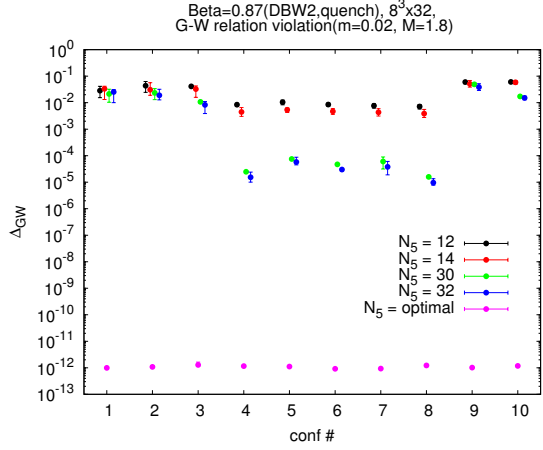 Beta=0.87(DBW2,quench), 8³x32,
G-W relation violation(m=0.02, M=1.8)
10⁰
10⁻¹
10⁻²
10⁻³
10⁻⁴
10⁻⁵
10⁻⁶
10⁻⁷
10⁻⁸
10⁻⁹
10⁻¹⁰
10⁻¹¹
10⁻¹²
10⁻¹³
Δ_GW
N₅ = 12
N₅ = 14
N₅ = 30
N₅ = 32
N₅ = optimal
1 2 3 4 5 6 7 8 9 10
conf #